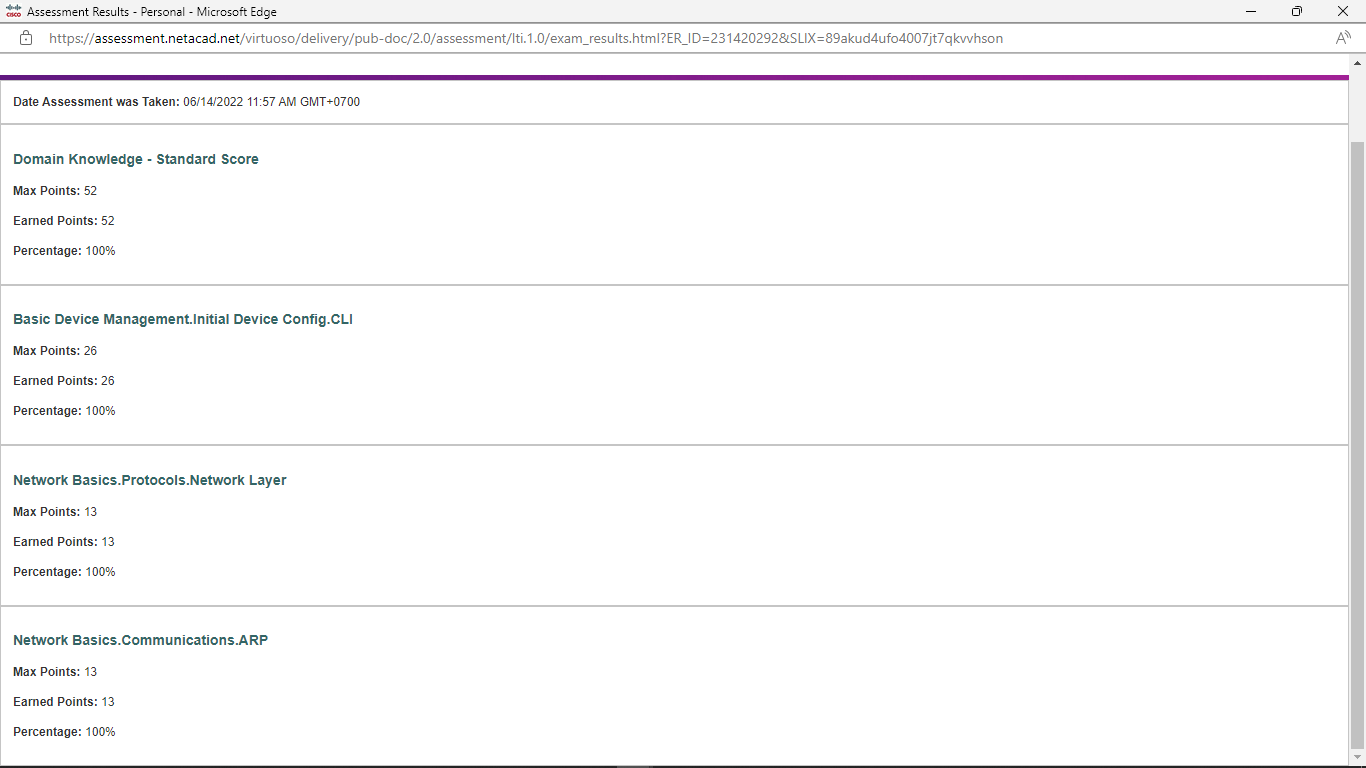 Assessment Results - Personal - Microsoft Edge
https://assessment.netacad.net/virtuoso/delivery/pub-doc/2.0/assessment/lti.1.0/exam_results.html?ER_ID=231420292&SLIX=89akud4ufo4007jt7qkvvhson
Date Assessment was Taken: 06/14/2022 11:57 AM GMT+0700
Domain Knowledge - Standard Score
Max Points: 52
Earned Points: 52
Percentage: 100%
Basic Device Management.Initial Device Config.CLI
Max Points: 26
Earned Points: 26
Percentage: 100%
Network Basics.Protocols.Network Layer
Max Points: 13
Earned Points: 13
Percentage: 100%
Network Basics.Communications.ARP
Max Points: 13
Earned Points: 13
Percentage: 100%